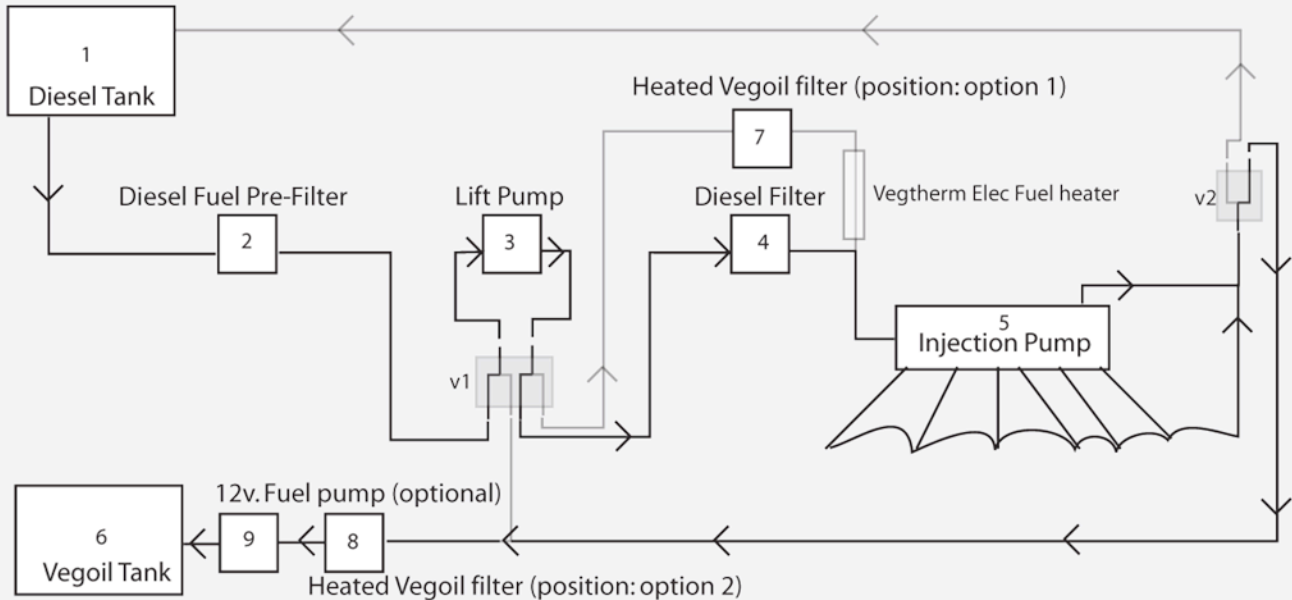 1
Diesel Tank
Heated Vegoil filter (position: option 1)
7
Diesel Fuel Pre-Filter
Lift Pump
Diesel Filter
Vegtherm Elec Fuel heater
v2
2
3
4
5
Injection Pump
v1
12v. Fuel pump (optional)
6
Vegoil Tank
9
8
Heated Vegoil filter (position: option 2)